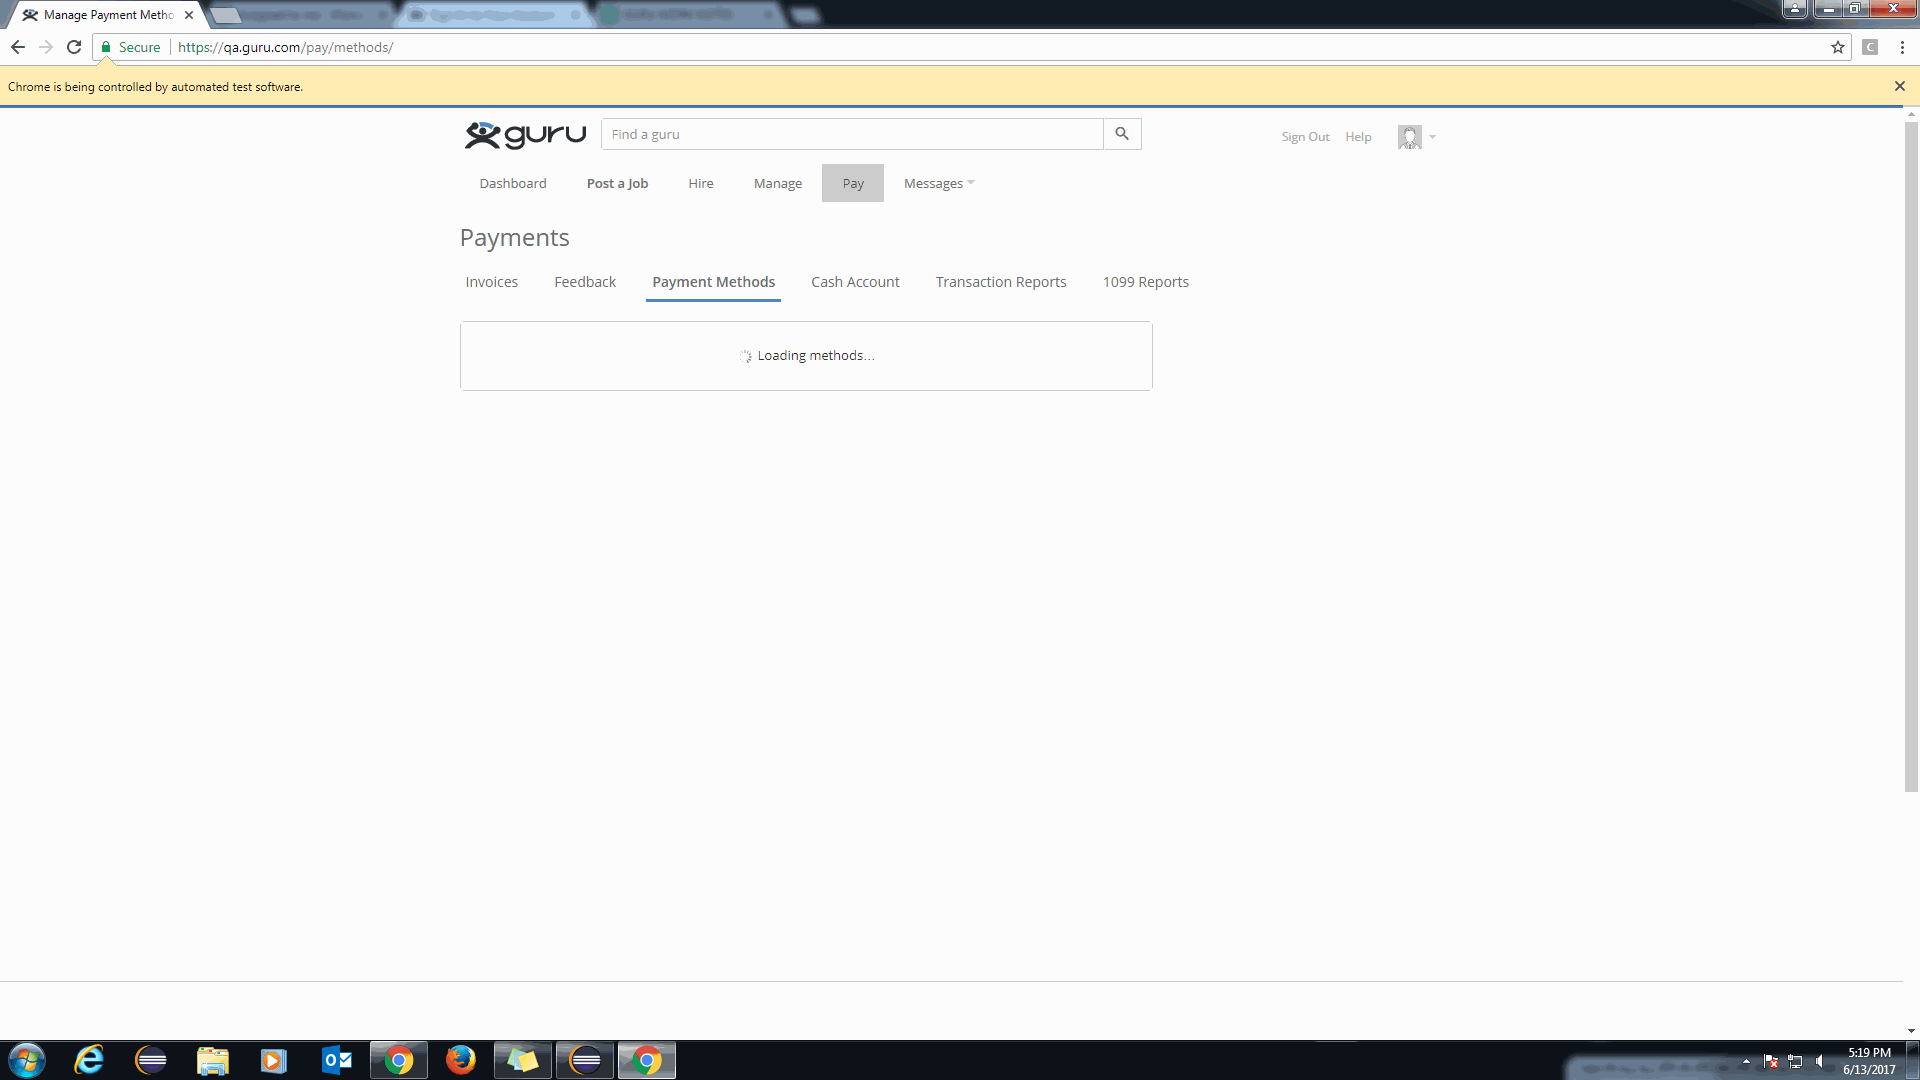 Manage Payment Metho
Secure https://qa.guru.com/pay/methods/
C
Chrome is being controlled by automated test software.
guru
Find a guru
Sign Out Help
Dashboard Post a Job Hire Manage Pay Messages
Payments
Invoices Feedback Payment Methods Cash Account Transaction Reports 1099 Reports
Loading methods...
5:19 PM
6/13/2017